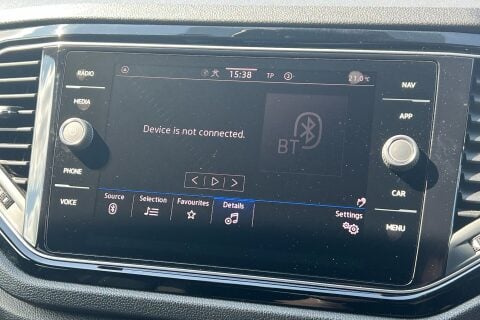 RADIO
MEDIA
PHONE
VOICE
15:38 TP 21.0°C
Device is not connected.
BT
Source Selection Favourites Details Settings
NAV
APP
CAR
MENU